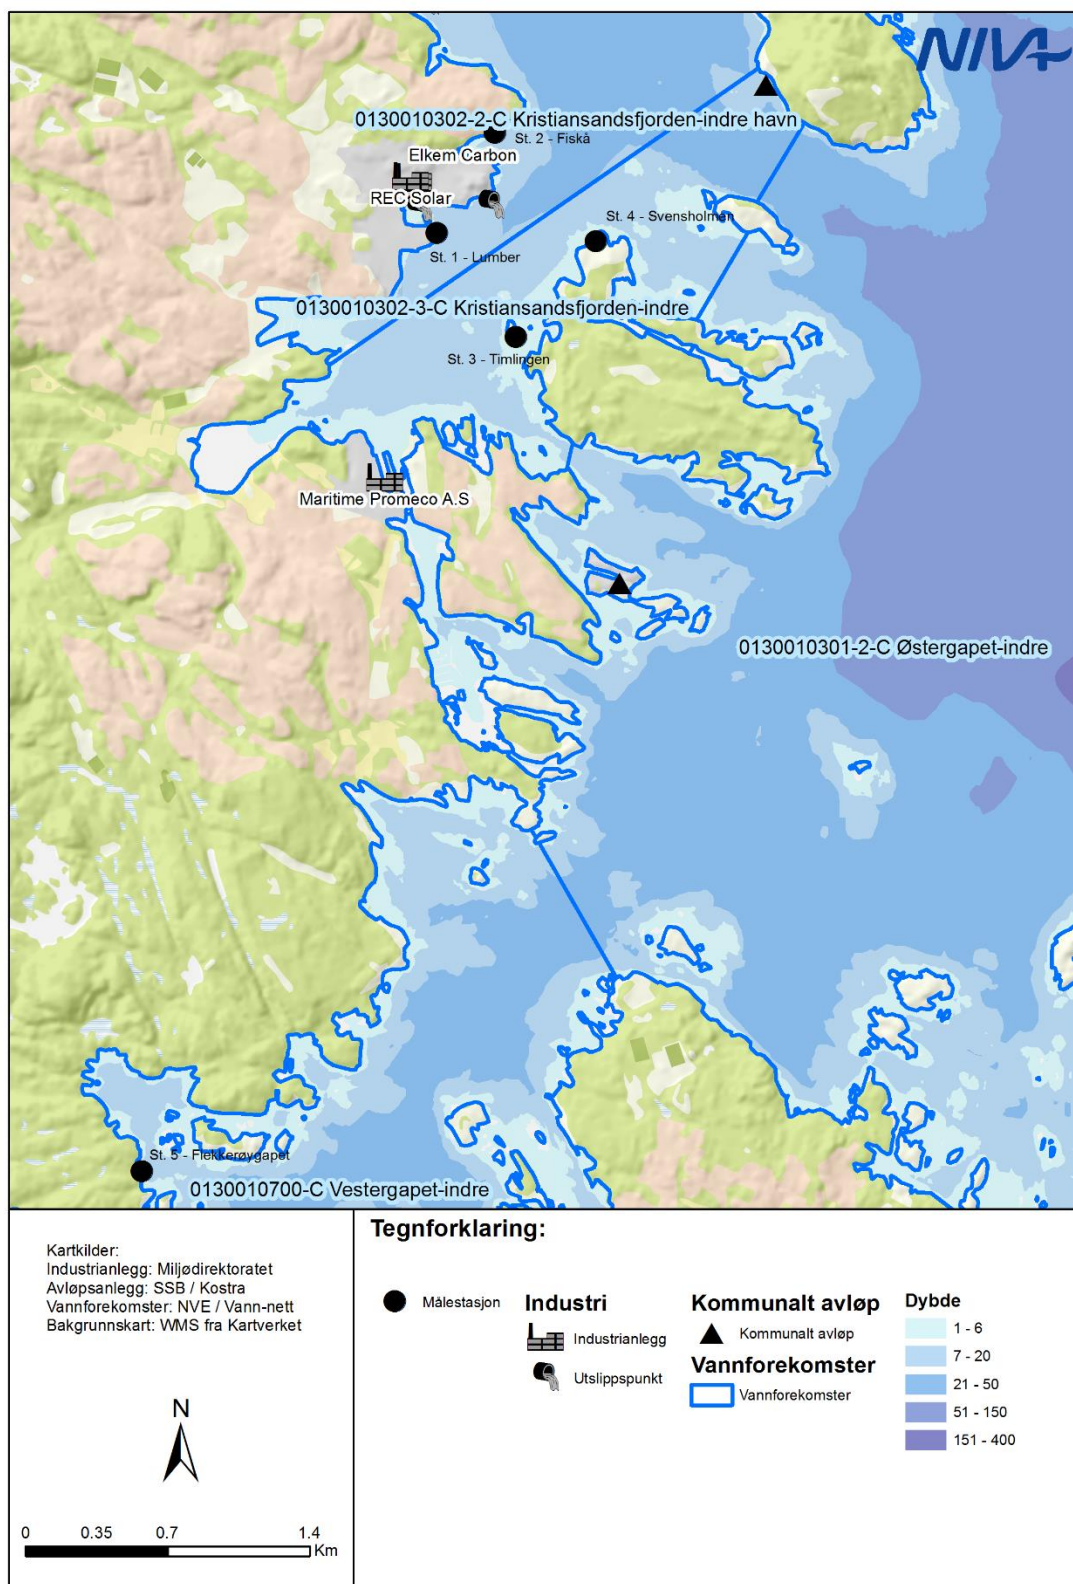 NIVA
0130010302-2-C Kristiansandsfjorden-indre havn
St. 2 - Fiskå
Elkem Carbon
REC Solar
St. 4 - Svensholmen
St. 1 - Lumber
0130010302-3-C Kristiansandsfjorden-indre
St. 3 - Timlingen
Maritime Promeco A.S
0130010301-2-C Østergapet-indre
St. 5 - Flekkerøygapet
0130010700-C Vestergapet-indre
Kartkilder:
Industrianlegg: Miljødirektoratet
Avløpsanlegg: SSB / Kostra
Vannforekomster: NVE / Vann-nett
Bakgrunnskart: WMS fra Kartverket
N
0 0.35 0.7 1.4
Km
Tegnforklaring:
Målestasjon
Industri
Industrianlegg
Utslippspunkt
Kommunalt avløp
Kommunalt avløp
Vannforekomster
Vannforekomster
Dybde
1 - 6
7 - 20
21 - 50
51 - 150
151 - 400